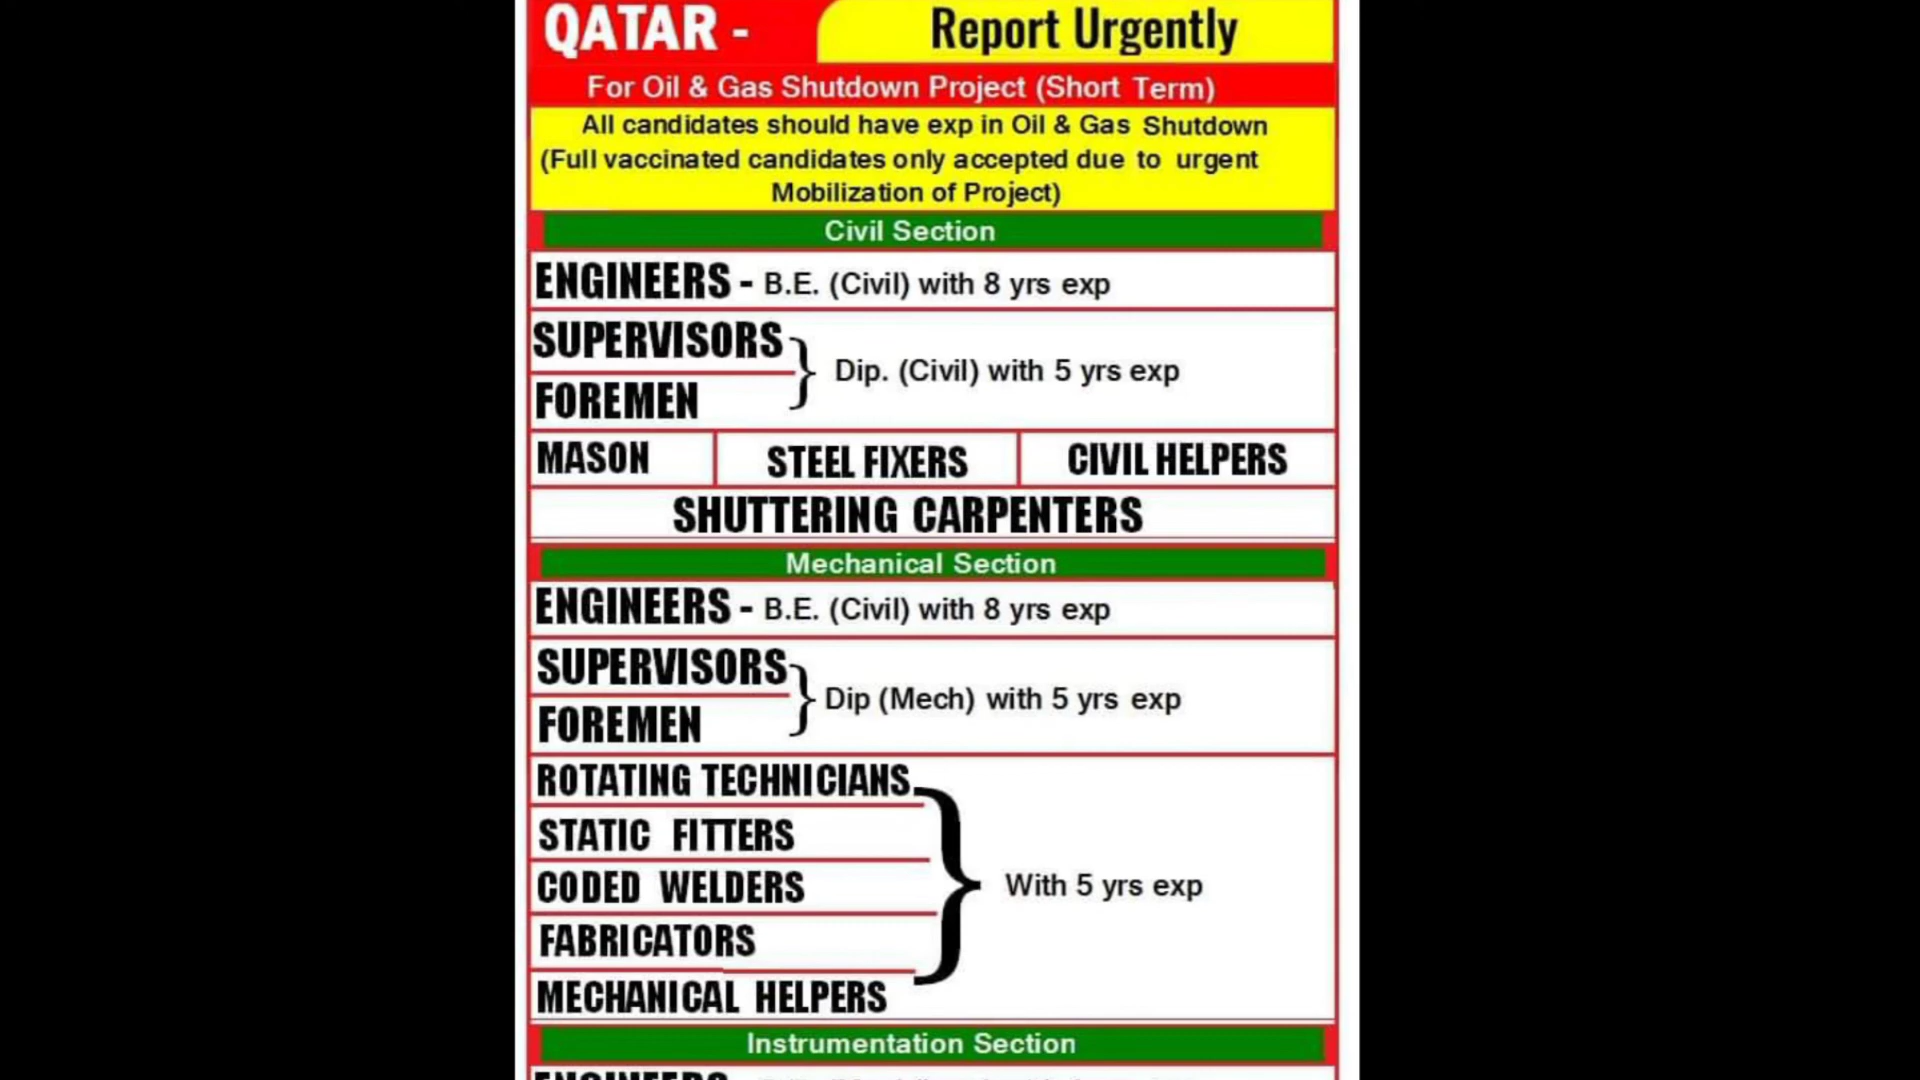 QATAR - Report Urgently
For Oil & Gas Shutdown Project (Short Term)
All candidates should have exp in Oil & Gas Shutdown
(Full vaccinated candidates only accepted due to urgent
Mobilization of Project)
Civil Section
ENGINEERS - B.E. (Civil) with 8 yrs exp
SUPERVISORS
FOREMEN
Dip. (Civil) with 5 yrs exp
MASON STEEL FIXERS CIVIL HELPERS
SHUTTERING CARPENTERS
Mechanical Section
ENGINEERS - B.E. (Civil) with 8 yrs exp
SUPERVISORS
FOREMEN
Dip (Mech) with 5 yrs exp
ROTATING TECHNICIANS
STATIC FITTERS
CODED WELDERS
FABRICATORS
MECHANICAL HELPERS
With 5 yrs exp
Instrumentation Section
ENGINEERS